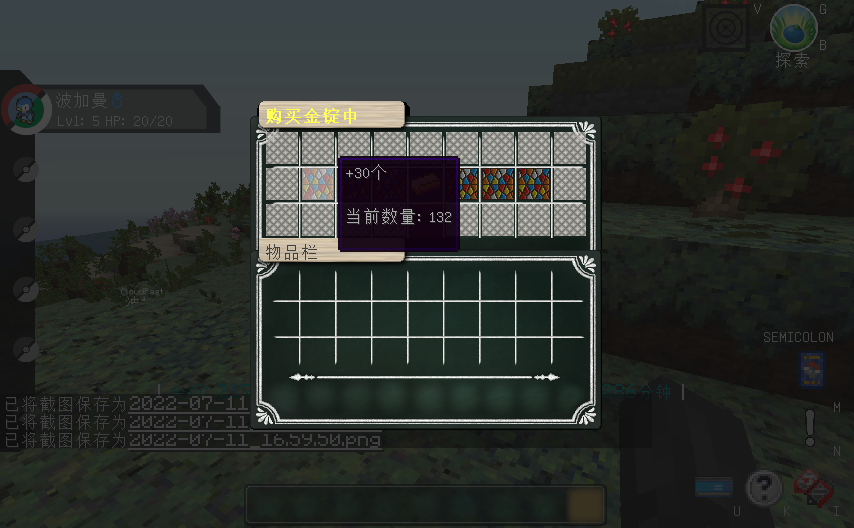 V
G
B
探索
波加曼
Lv1: 5 HP: 20/20
购买金锭中
+30个
当前数量: 132
物品栏
SEMICOLON
分钟
已将截图保存为2022-07-11
已将截图保存为2022-07-11
已将截图保存为2022-07-11_16.59.50.png
M
N
U
K
I